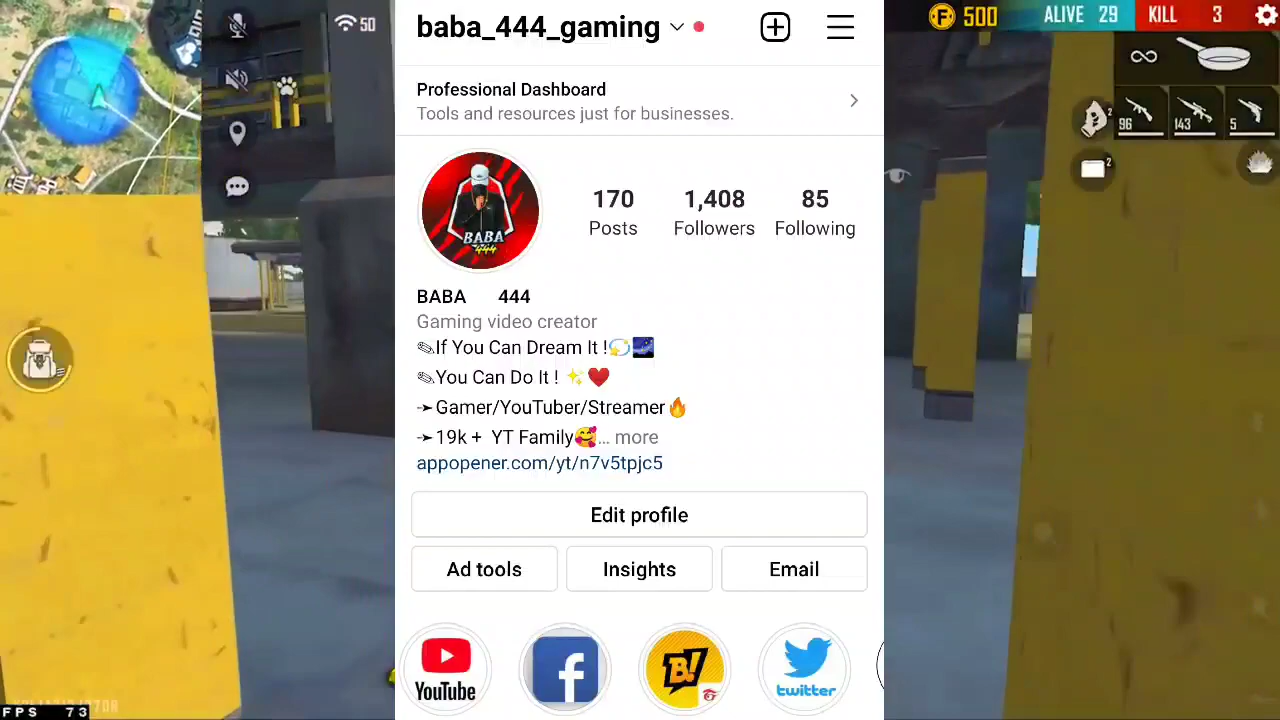 50
baba_444_gaming
500
ALIVE 29
KILL 3
Professional Dashboard
Tools and resources just for businesses.
2
96
143
5
2
170
Posts
1,408
Followers
85
Following
BABA
444
BABA 444
Gaming video creator
✎If You Can Dream It !💫🌌
✎You Can Do It ! ✨❤️
➛Gamer/YouTuber/Streamer🔥
➛19k + YT Family🥰... more
appopener.com/yt/n7v5tpjc5
Edit profile
Ad tools
Insights
Email
YouTube
f
B!
twitter
FPS 73